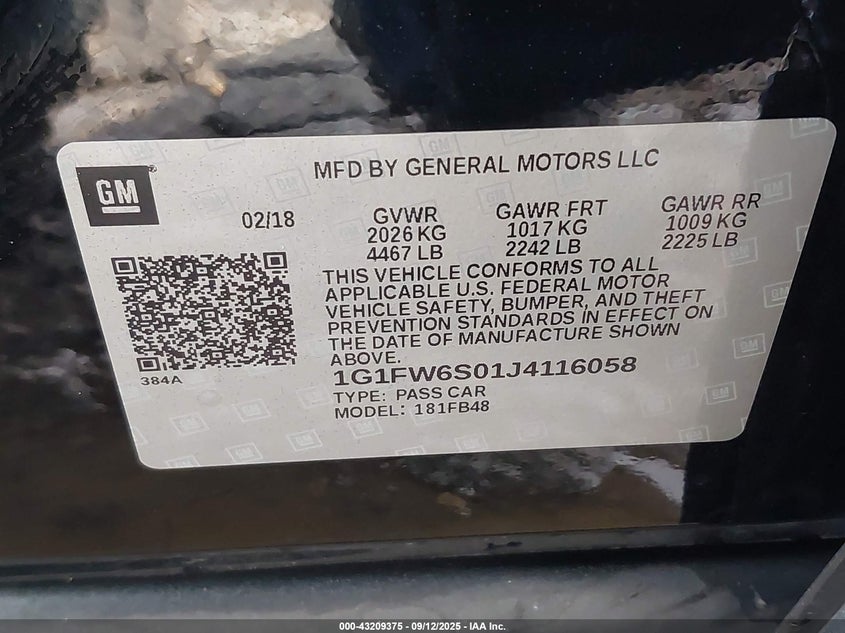 GM
MFD BY GENERAL MOTORS LLC
02/18
GVWR
2026 KG
4467 LB
GAWR FRT
1017 KG
2242 LB
GAWR RR
1009 KG
2225 LB
THIS VEHICLE CONFORMS TO ALL
APPLICABLE U.S. FEDERAL MOTOR
VEHICLE SAFETY, BUMPER, AND THEFT
PREVENTION STANDARDS IN EFFECT ON
THE DATE OF MANUFACTURE SHOWN
ABOVE.
384A
1G1FW6S01J4116058
TYPE: PASS CAR
MODEL: 181FB48
000-43209375 - 09/12/2025 - IAA Inc.